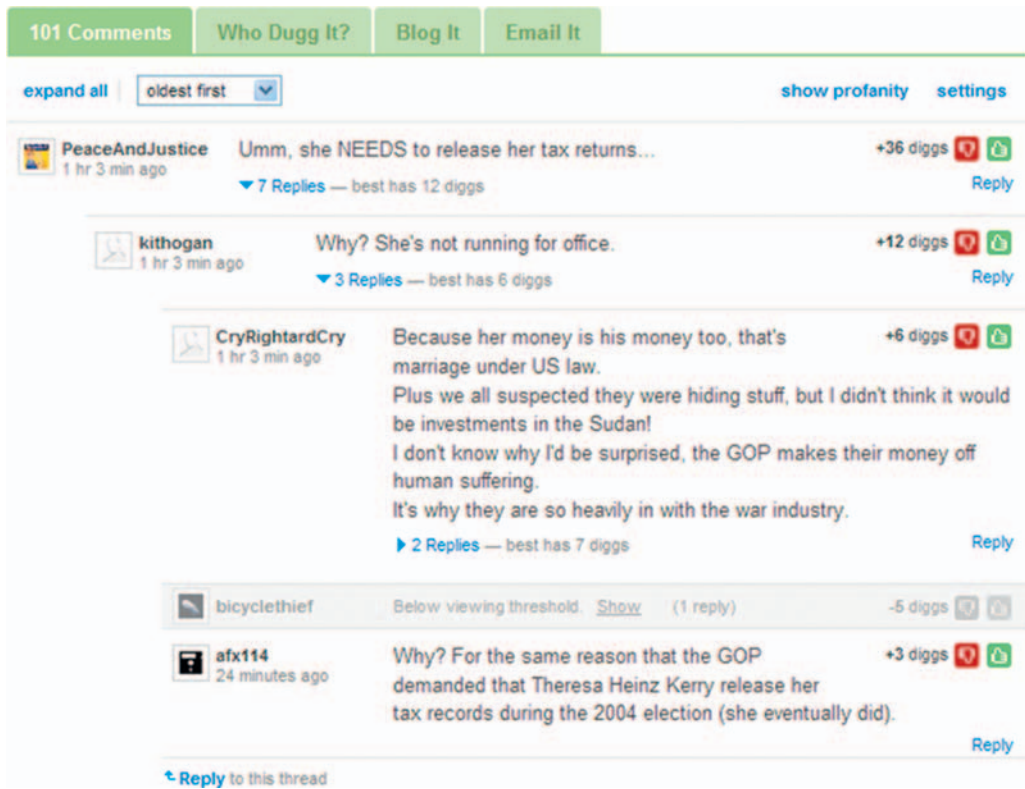 101 Comments Who Dugg It? Blog It Email It
expand all oldest first show profanity settings
PeaceAndJustice Umm, she NEEDS to release her tax returns... +36 diggs
1 hr 3 min ago
7 Replies — best has 12 diggs Reply
kithogan Why? She's not running for office. +12 diggs
1 hr 3 min ago
3 Replies — best has 6 diggs Reply
CryRightardCry Because her money is his money too, that's +6 diggs
1 hr 3 min ago
marriage under US law.
Plus we all suspected they were hiding stuff, but I didn't think it would
be investments in the Sudan!
I don't know why I'd be surprised, the GOP makes their money off
human suffering.
It's why they are so heavily in with the war industry.
2 Replies — best has 7 diggs Reply
bicyclethief Below viewing threshold. Show (1 reply) -5 diggs
afx114 Why? For the same reason that the GOP +3 diggs
24 minutes ago
demanded that Theresa Heinz Kerry release her
tax records during the 2004 election (she eventually did).
Reply
Reply to this thread